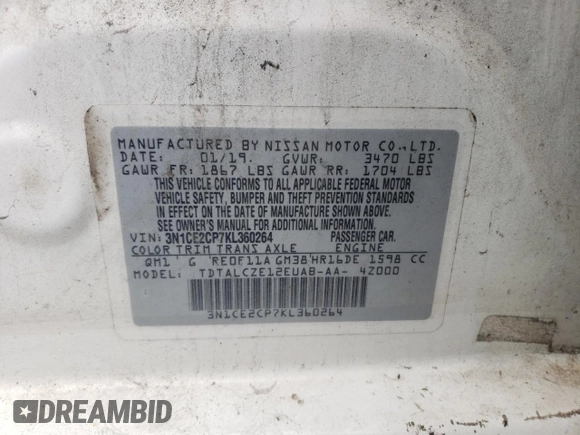 MANUFACTURED BY NISSAN MOTOR CO.,LTD.
DATE: 01/19. GVWR: 3470 LBS
GAWR FR: 1867 LBS GAWR RR: 1704 LBS
THIS VEHICLE CONFORMS TO ALL APPLICABLE FEDERAL MOTOR
VEHICLE SAFETY, BUMPER AND THEFT PREVENTION STANDARDS
IN EFFECT ON THE DATE OF MANUFACTURE SHOWN ABOVE.
SEE OWNER'S MANUAL FOR ADDITIONAL INFORMATION.
VIN: 3N1CE2CP7KL360264 PASSENGER CAR.
COLOR TRIM TRANS AXLE ENGINE
QM1 G RE0F11A GM38 HR16DE 1598 CC
MODEL: TDTALCZE12EUAB-AA- 4Z000
3N1CE2CP7KL360264
DREAMBID